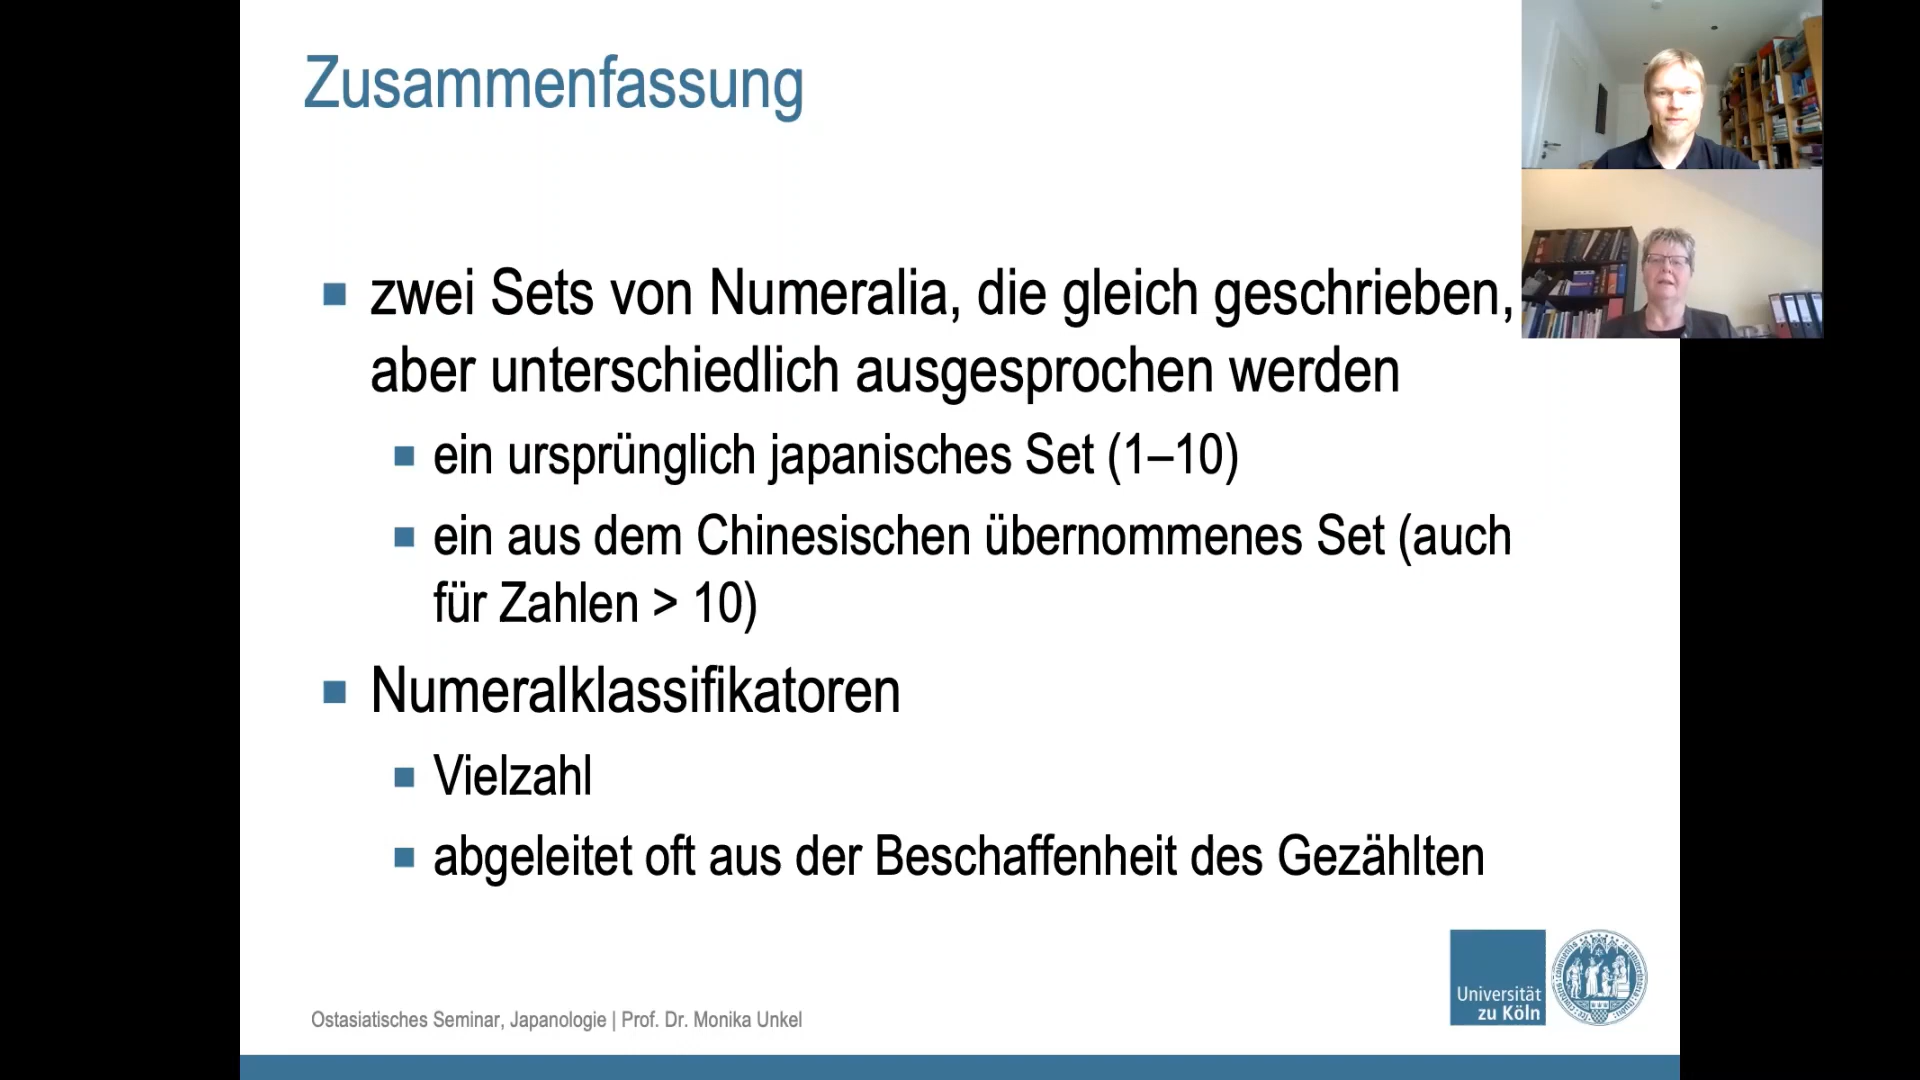 Zusammenfassung
zwei Sets von Numeralia, die gleich geschrieben,
aber unterschiedlich ausgesprochen werden
ein ursprünglich japanisches Set (1–10)
ein aus dem Chinesischen übernommenes Set (auch
für Zahlen > 10)
Numeralklassifikatoren
Vielzahl
abgeleitet oft aus der Beschaffenheit des Gezählten
Universität
zu Köln
Ostasiatisches Seminar, Japanologie | Prof. Dr. Monika Unkel